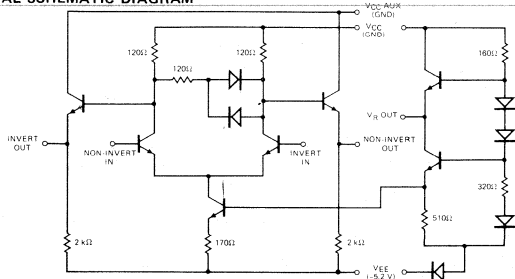 AL SCHEMATIC DIAGRAM
VCC AUX
(GND)
VCC
(GND)
120Ω
120Ω
160Ω
120Ω
VR OUT
INVERT
OUT
NON-INVERT
IN
INVERT
IN
NON-INVERT
OUT
320Ω
510Ω
2 kΩ
170Ω
2 kΩ
VEE
(-5.2 V)